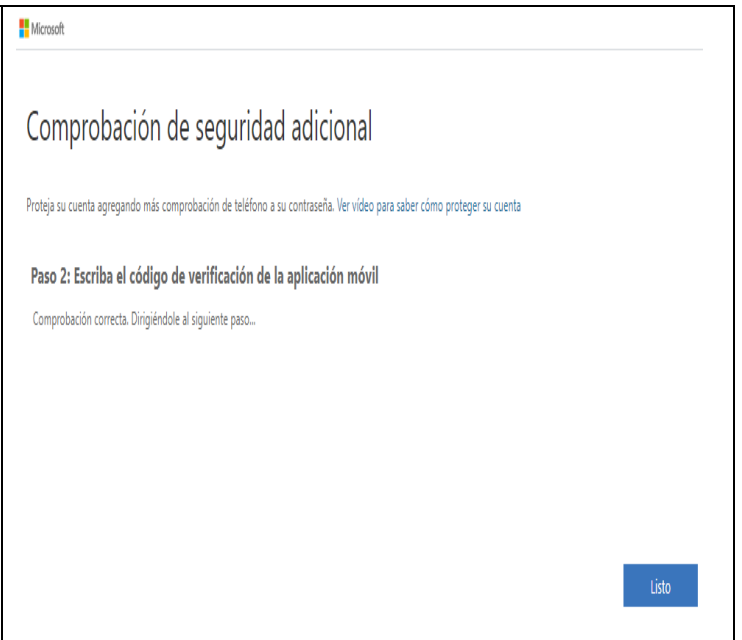 Microsoft
Comprobación de seguridad adicional
Proteja su cuenta agregando más comprobación de teléfono a su contraseña. Ver vídeo para saber cómo proteger su cuenta
Paso 2: Escriba el código de verificación de la aplicación móvil
Comprobación correcta. Dirigiéndole al siguiente paso...
Listo